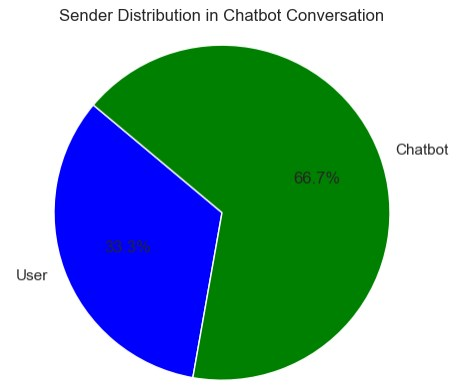 Sender Distribution in Chatbot Conversation
Chatbot
66.7%
33.3%
User